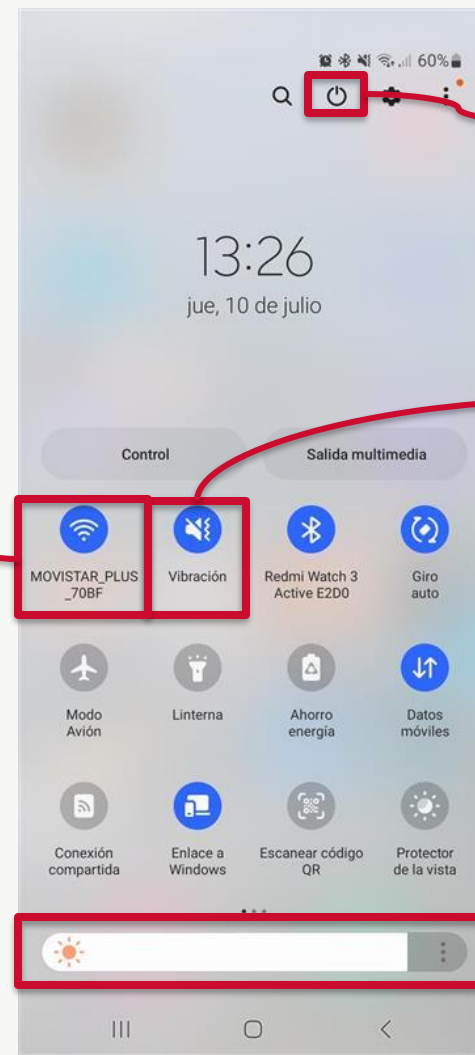 60%
13:26
jue, 10 de julio
Control
Salida multimedia
MOVISTAR_PLUS
_70BF
Vibración
Redmi Watch 3
Active E2D0
Giro
auto
Modo
Avión
Linterna
Ahorro
energía
Datos
móviles
Conexión
compartida
Enlace a
Windows
Escanear código
QR
Protector
de la vista